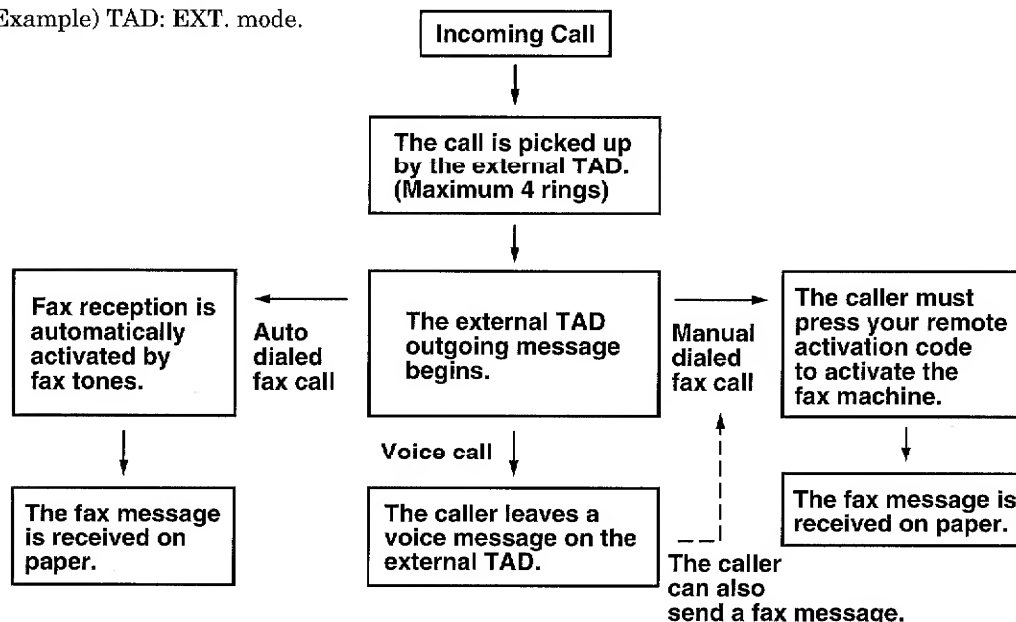 Example) TAD: EXT. mode.
Incoming Call
The call is picked up
by the external TAD.
(Maximum 4 rings)
Fax reception is
automatically
activated by
fax tones.
Auto
dialed
fax call
The external TAD
outgoing message
begins.
Manual
dialed
fax call
The caller must
press your remote
activation code
to activate the
fax machine.
Voice call
The fax message
is received on
paper.
The caller leaves a
voice message on the
external TAD.
The caller
can also
send a fax message.
The fax message is
received on paper.